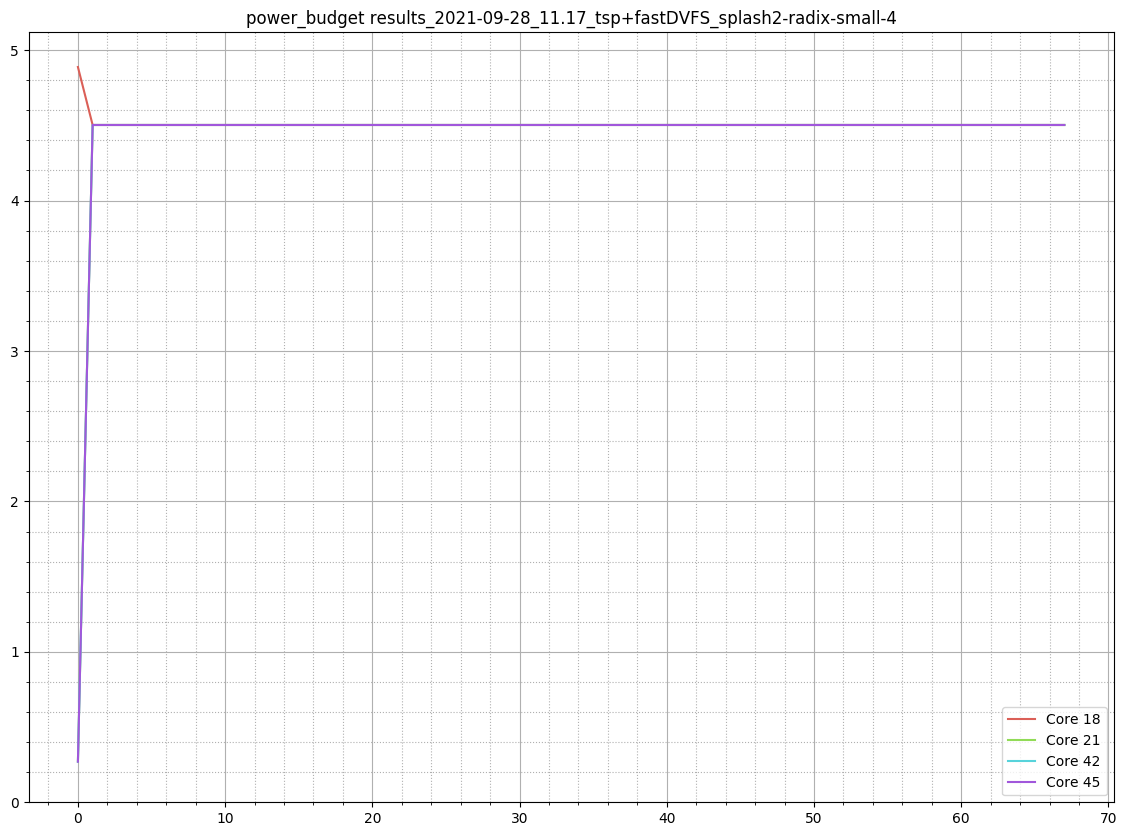 power_budget results_2021-09-28_11.17_tsp+fastDVFS_splash2-radix-small-4
5
4
3
2
1
0
0 10 20 30 40 50 60 70
Core 18
Core 21
Core 42
Core 45